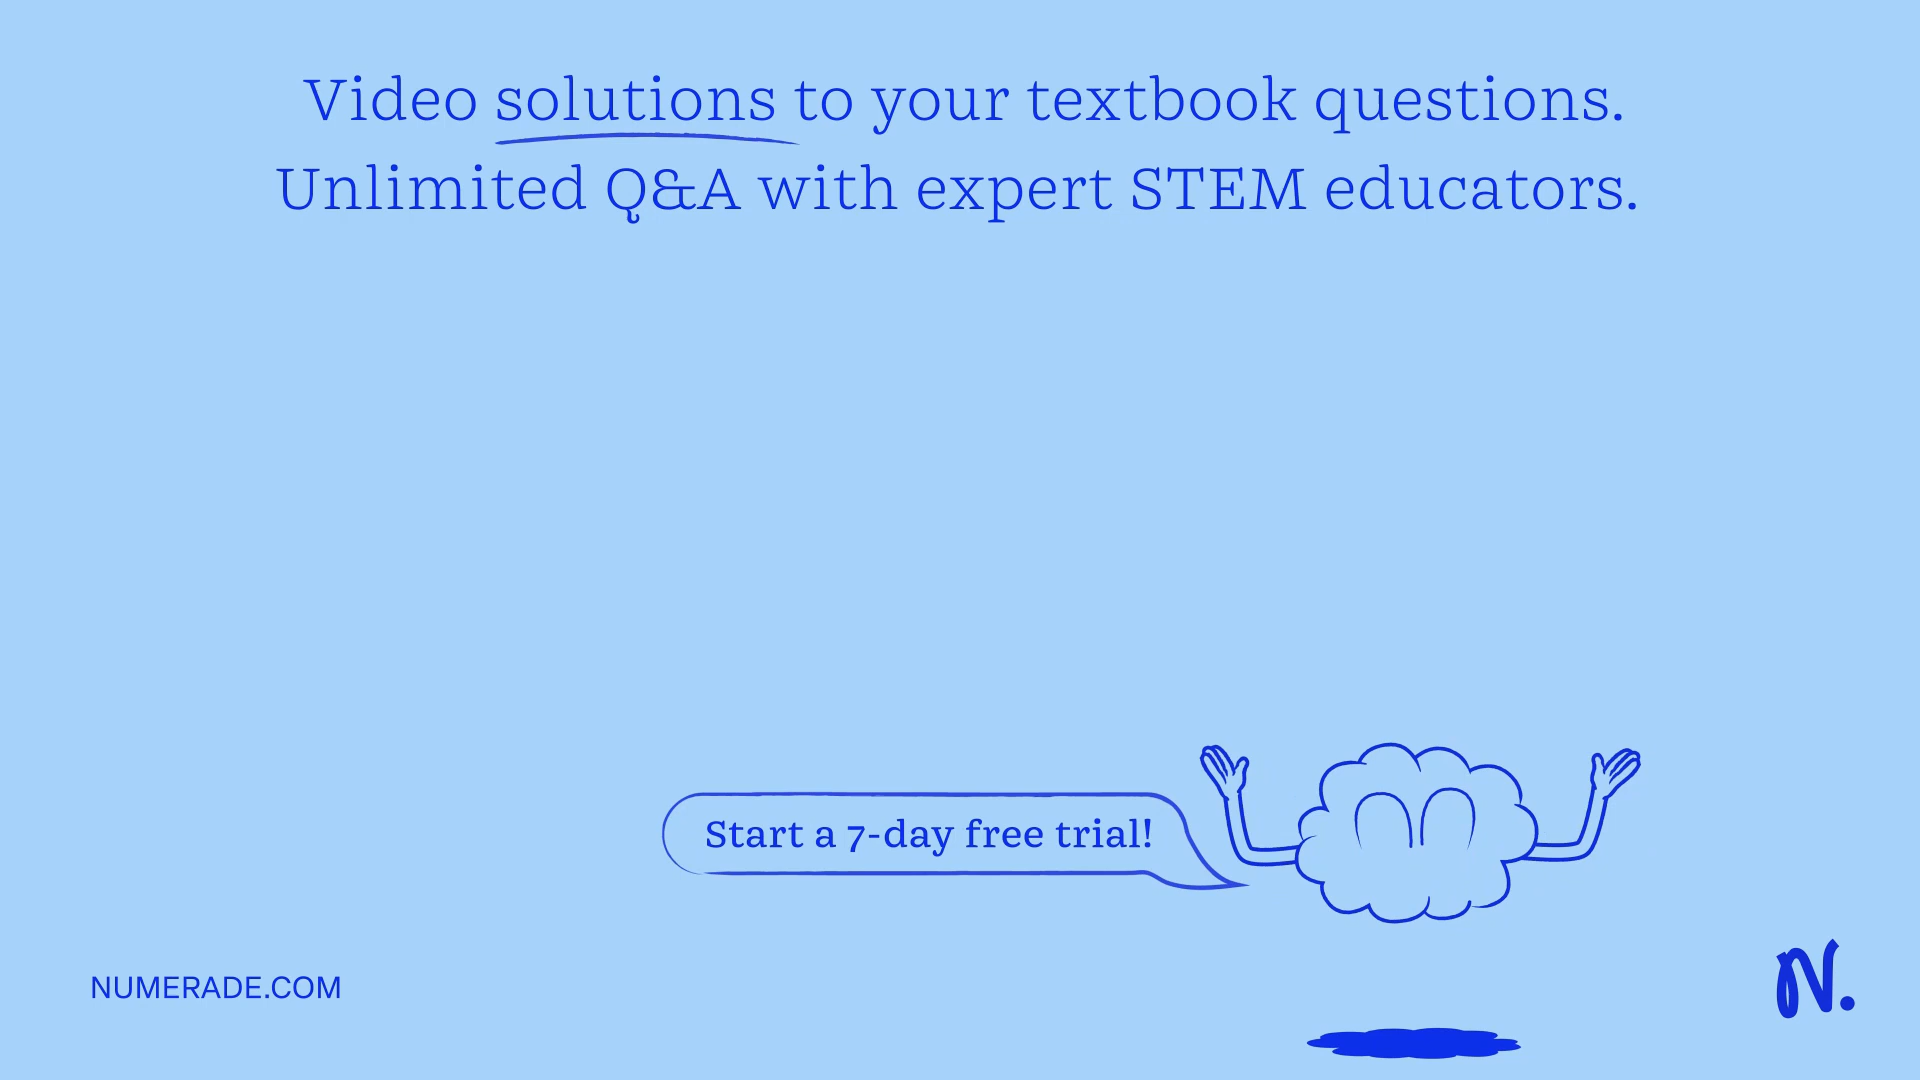 Video solutions to your textbook questions.
Unlimited Q&A with expert STEM educators.
Start a 7-day free trial!
NUMERADE.COM
N.